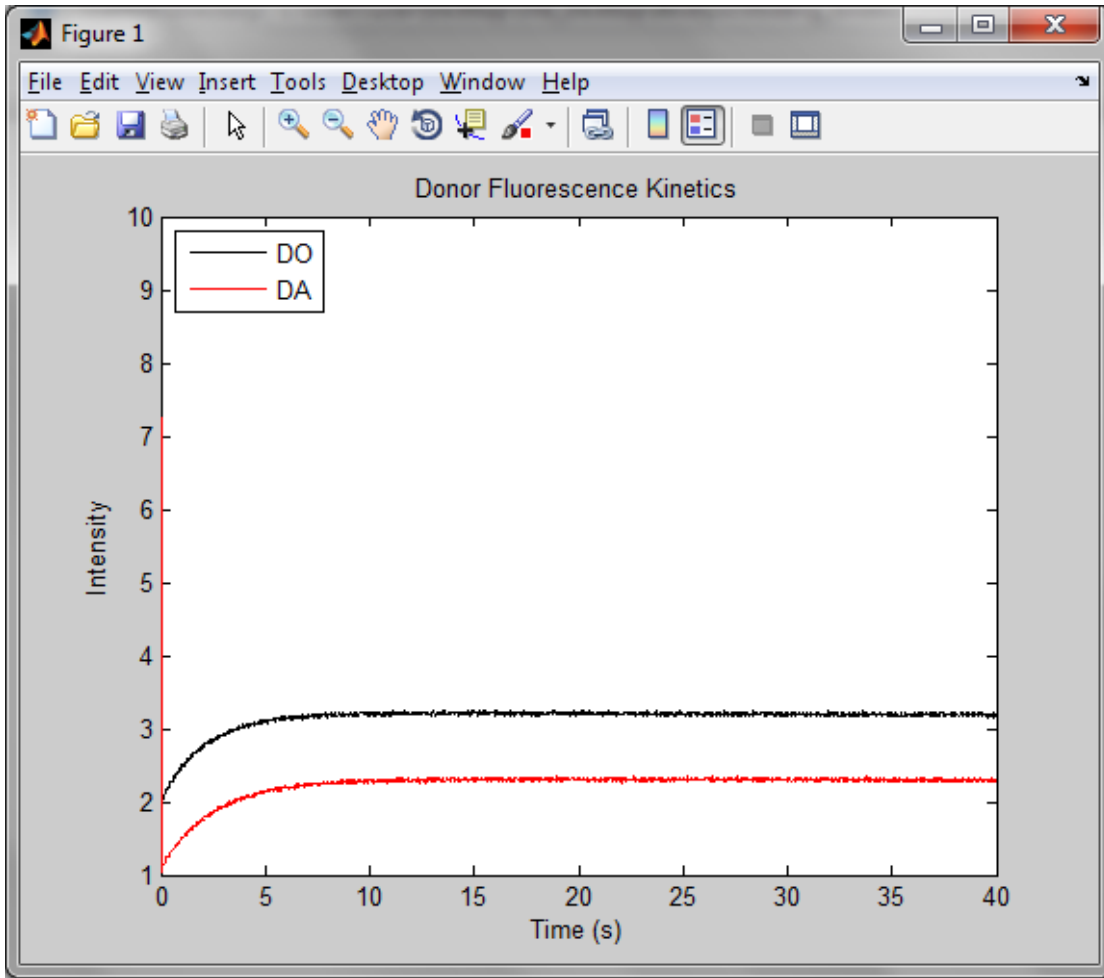 Figure 1
File Edit View Insert Tools Desktop Window Help
Donor Fluorescence Kinetics
10
9
8
7
6
5
4
3
2
1
DO
DA
Intensity
0 5 10 15 20 25 30 35 40
Time (s)